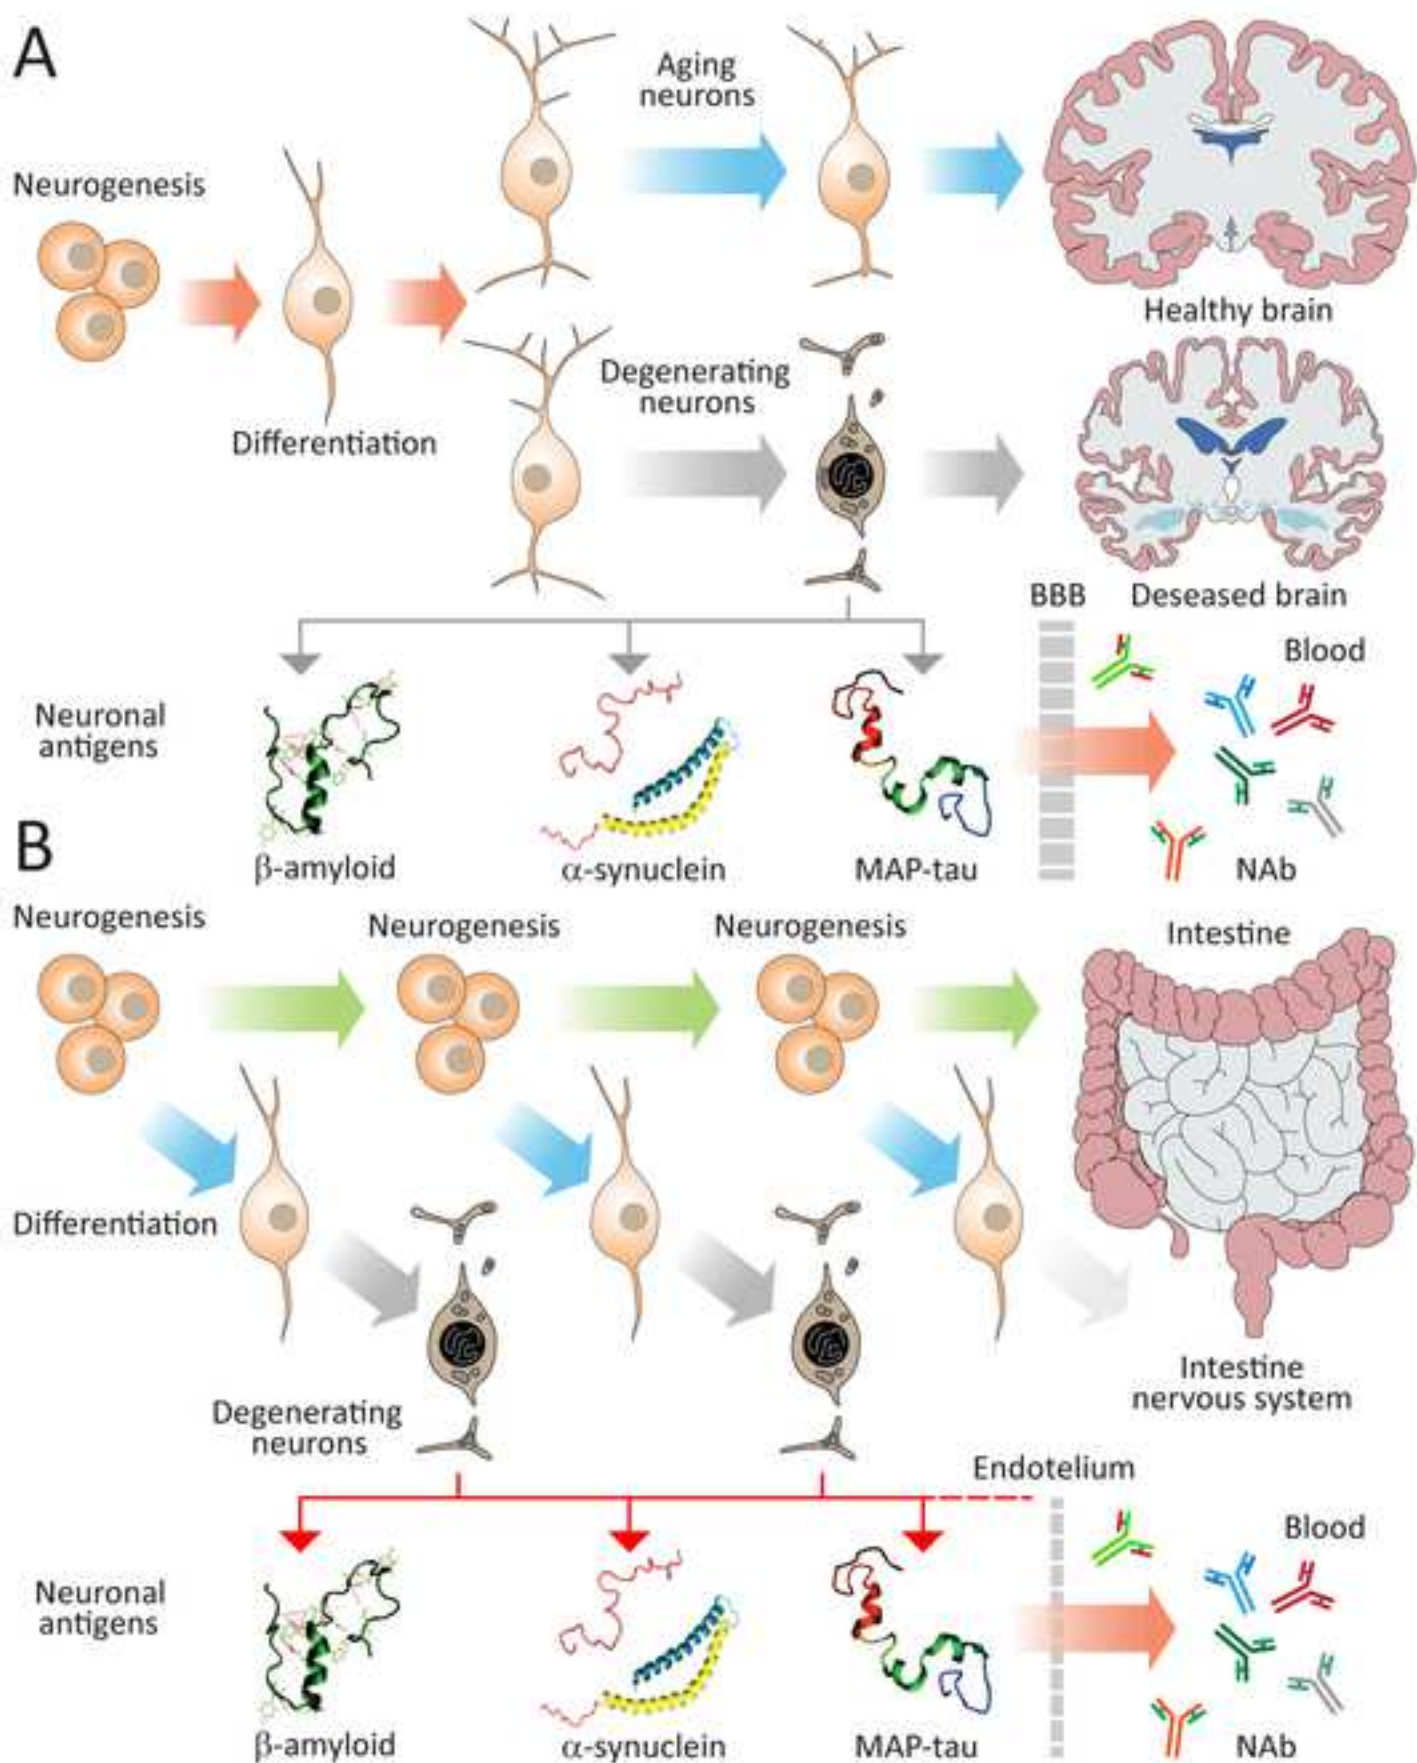 A
Aging
neurons
Neurogenesis
Healthy brain
Degenerating
neurons
Differentiation
BBB
Deseased brain
Blood
Neuronal
antigens
β-amyloid
α-synuclein
MAP-tau
NAb
B
Neurogenesis
Neurogenesis
Neurogenesis
Intestine
Differentiation
Intestine
nervous system
Degenerating
neurons
Endotelium
Blood
Neuronal
antigens
β-amyloid
α-synuclein
MAP-tau
NAb